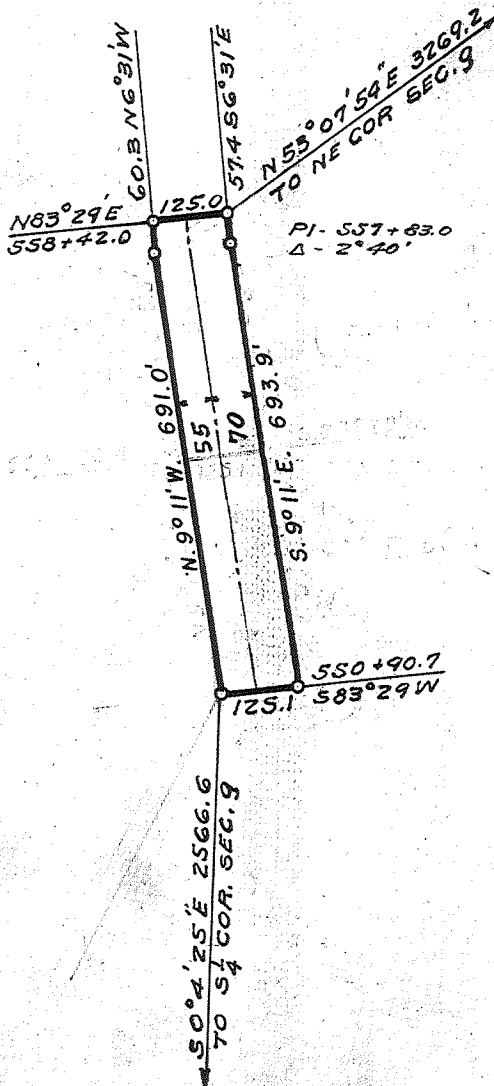 60.3 N6°31'W
57.4 S6°31'E
N53°07'54"E 3269.2
TO NE COR SEC. 9
N83°29'E
558+42.0
125.0
PI- 557+83.0
Δ - 2°40'
N. 9°11'W. 691.0'
55
70
S. 9°11'E. 693.9'
550+90.7
S83°29W
125.1
S0°4'25"E 2566.6
TO S 1/4 COR. SEC. 9